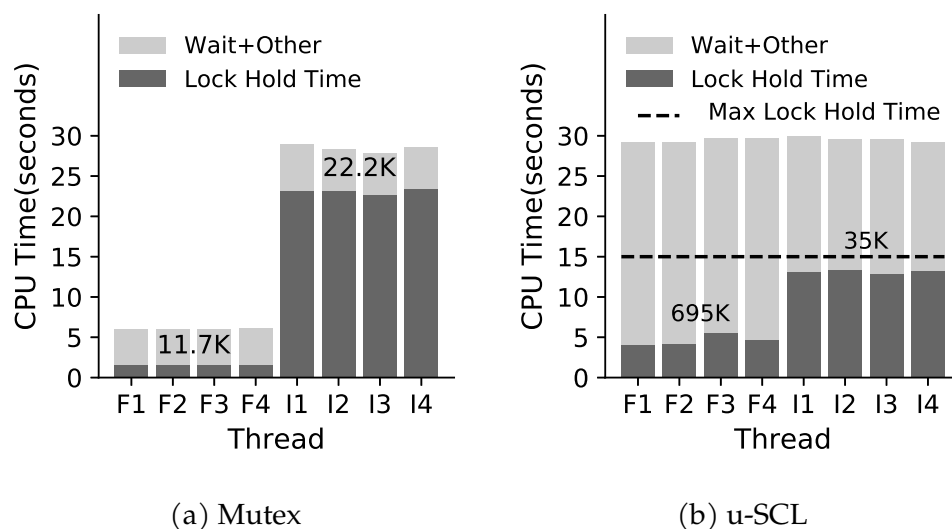 Wait+Other
Lock Hold Time
CPU Time(seconds)
30
25
20
15
10
5
0
22.2K
11.7K
F1 F2 F3 F4 I1 I2 I3 I4
Thread
(a) Mutex
Wait+Other
Lock Hold Time
Max Lock Hold Time
CPU Time(seconds)
30
25
20
15
10
5
0
35K
695K
F1 F2 F3 F4 I1 I2 I3 I4
Thread
(b) u-SCL